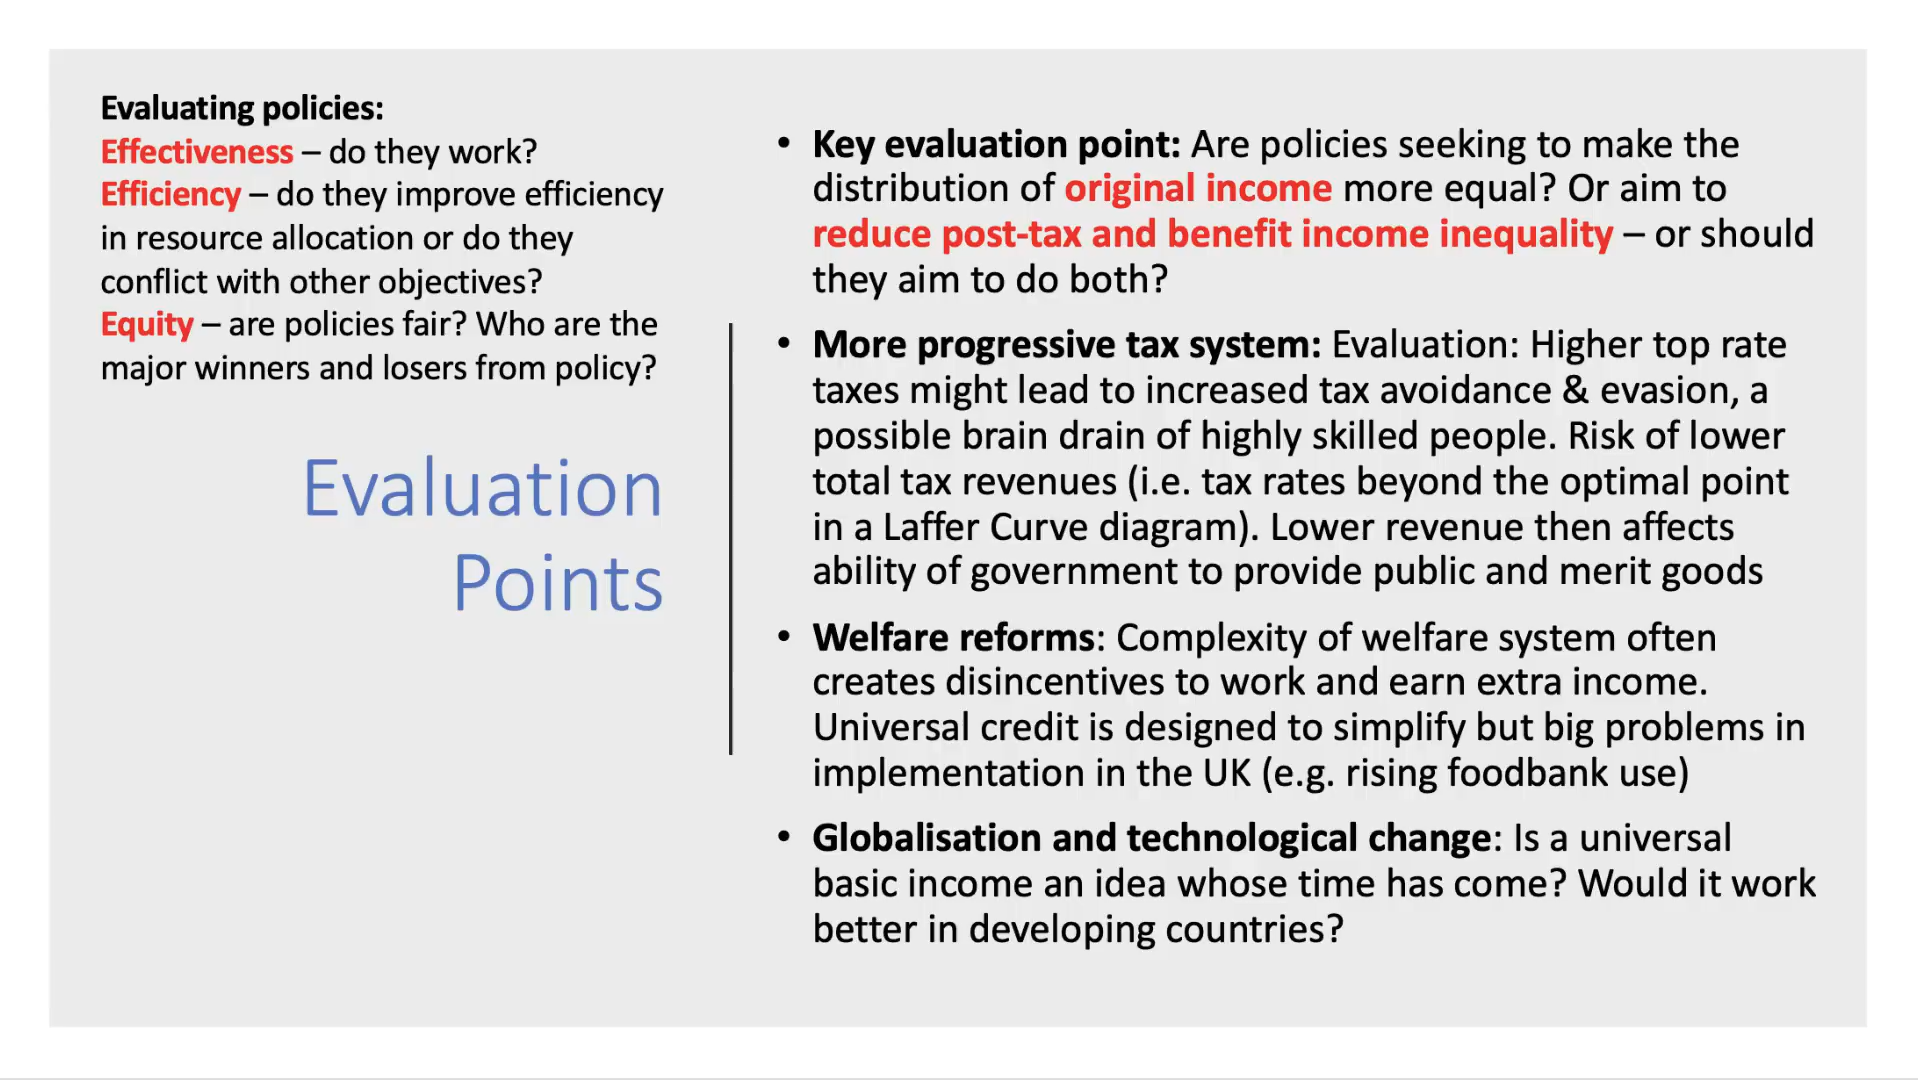 Evaluating policies:
Effectiveness – do they work?
Efficiency – do they improve efficiency
in resource allocation or do they
conflict with other objectives?
Equity – are policies fair? Who are the
major winners and losers from policy?
Evaluation
Points
• Key evaluation point: Are policies seeking to make the
distribution of original income more equal? Or aim to
reduce post-tax and benefit income inequality – or should
they aim to do both?
• More progressive tax system: Evaluation: Higher top rate
taxes might lead to increased tax avoidance & evasion, a
possible brain drain of highly skilled people. Risk of lower
total tax revenues (i.e. tax rates beyond the optimal point
in a Laffer Curve diagram). Lower revenue then affects
ability of government to provide public and merit goods
• Welfare reforms: Complexity of welfare system often
creates disincentives to work and earn extra income.
Universal credit is designed to simplify but big problems in
implementation in the UK (e.g. rising foodbank use)
• Globalisation and technological change: Is a universal
basic income an idea whose time has come? Would it work
better in developing countries?